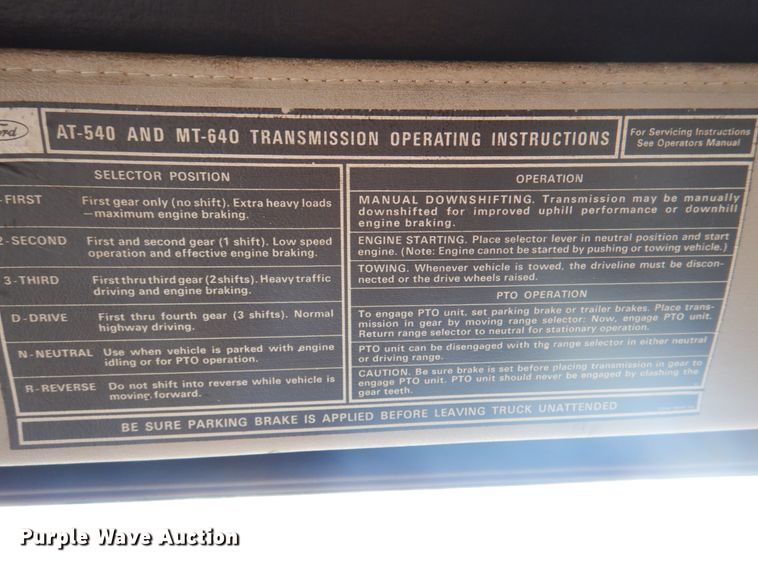 AT-540 AND MT-640 TRANSMISSION OPERATING INSTRUCTIONS
For Servicing Instructions
See Operators Manual
SELECTOR POSITION
-FIRST First gear only (no shift). Extra heavy loads
—maximum engine braking.
2-SECOND First and second gear (1 shift). Low speed
operation and effective engine braking.
3-THIRD First thru third gear (2 shifts). Heavy traffic
driving and engine braking.
D-DRIVE First thru fourth gear (3 shifts). Normal
highway driving.
N-NEUTRAL Use when vehicle is parked with engine
idling or for PTO operation.
R-REVERSE Do not shift into reverse while vehicle is
moving forward.
OPERATION
MANUAL DOWNSHIFTING. Transmission may be manually
downshifted for improved uphill performance or downhill
engine braking.
ENGINE STARTING. Place selector lever in neutral position and start
engine. (Note: Engine cannot be started by pushing or towing vehicle.)
TOWING. Whenever vehicle is towed, the driveline must be discon-
nected or the drive wheels raised.
PTO OPERATION
To engage PTO unit, set parking brake or trailer brakes. Place trans-
mission in gear by moving range selector: Now, engage PTO unit.
Return range selector to neutral for stationary operation.
PTO unit can be disengaged with the range selector in either neutral
or driving range.
CAUTION. Be sure brake is set before placing transmission in gear to
engage PTO unit. PTO unit should never be engaged by clashing the
gear teeth.
BE SURE PARKING BRAKE IS APPLIED BEFORE LEAVING TRUCK UNATTENDED
Purple Wave Auction